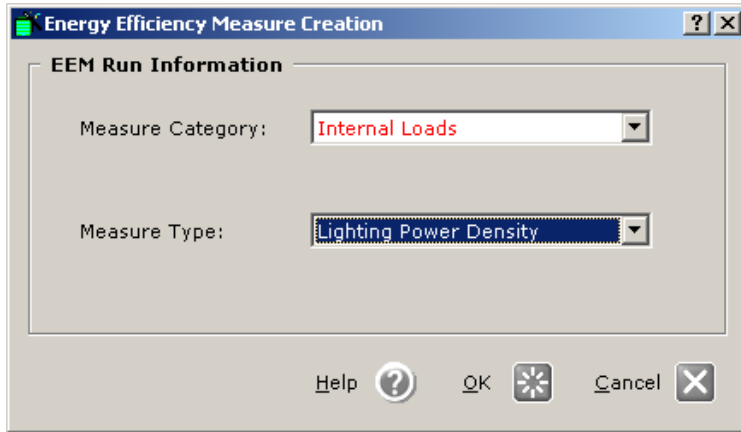 Energy Efficiency Measure Creation
EEM Run Information
Measure Category: Internal Loads
Measure Type: Lighting Power Density
Help ? OK Cancel